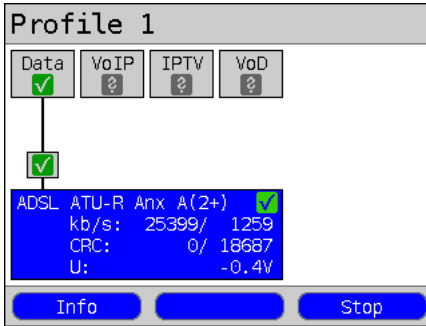 Profile 1
Data VoIP IPTV VoD
ADSL ATU-R Anx A(2+)
kb/s: 25399/ 1259
CRC: 0/ 18687
U: -0.4V
Info Stop